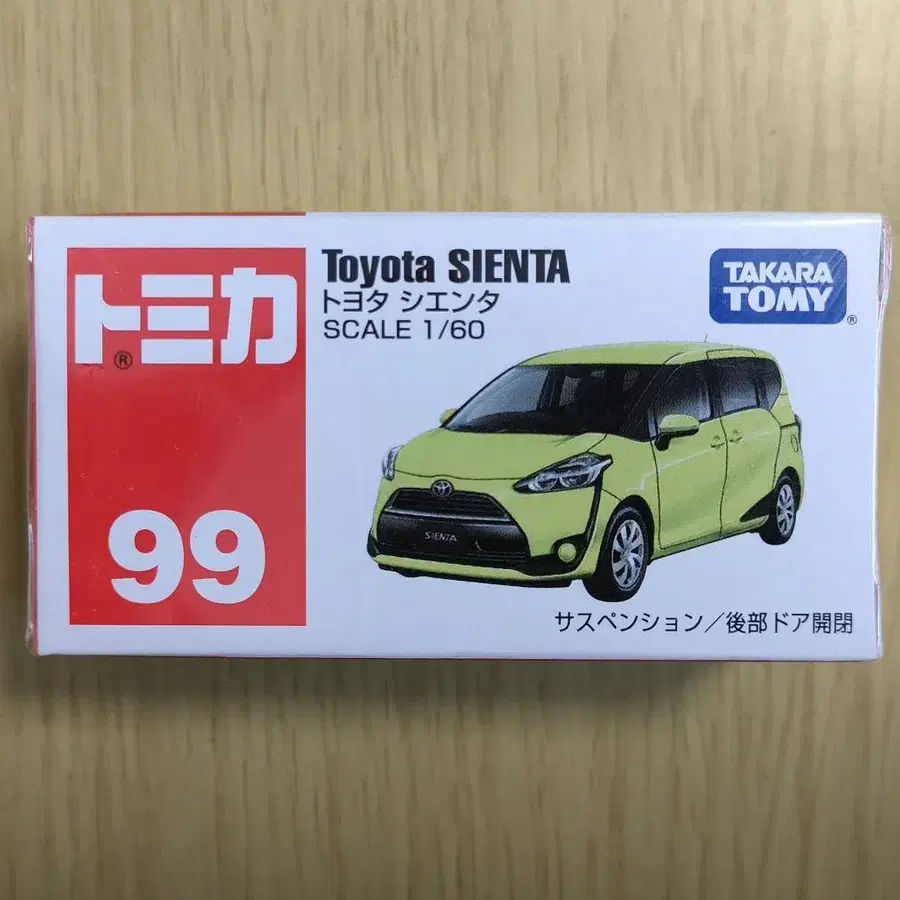 トミカ
®
99
Toyota SIENTA
トヨタ シエンタ
SCALE 1/60
TAKARA
TOMY
®
SIENTA
サスペンション／後部ドア開閉